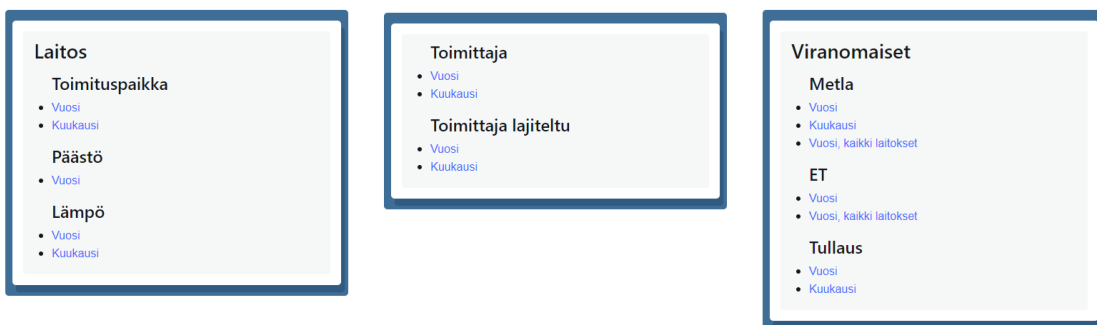 Laitos
Toimituspaikka
Vuosi
Kuukausi
Päästö
Vuosi
Lämpö
Vuosi
Kuukausi
Toimittaja
Vuosi
Kuukausi
Toimittaja lajiteltu
Vuosi
Kuukausi
Viranomaiset
Metla
Vuosi
Kuukausi
Vuosi, kaikki laitokset
ET
Vuosi
Vuosi, kaikki laitokset
Tullaus
Vuosi
Kuukausi